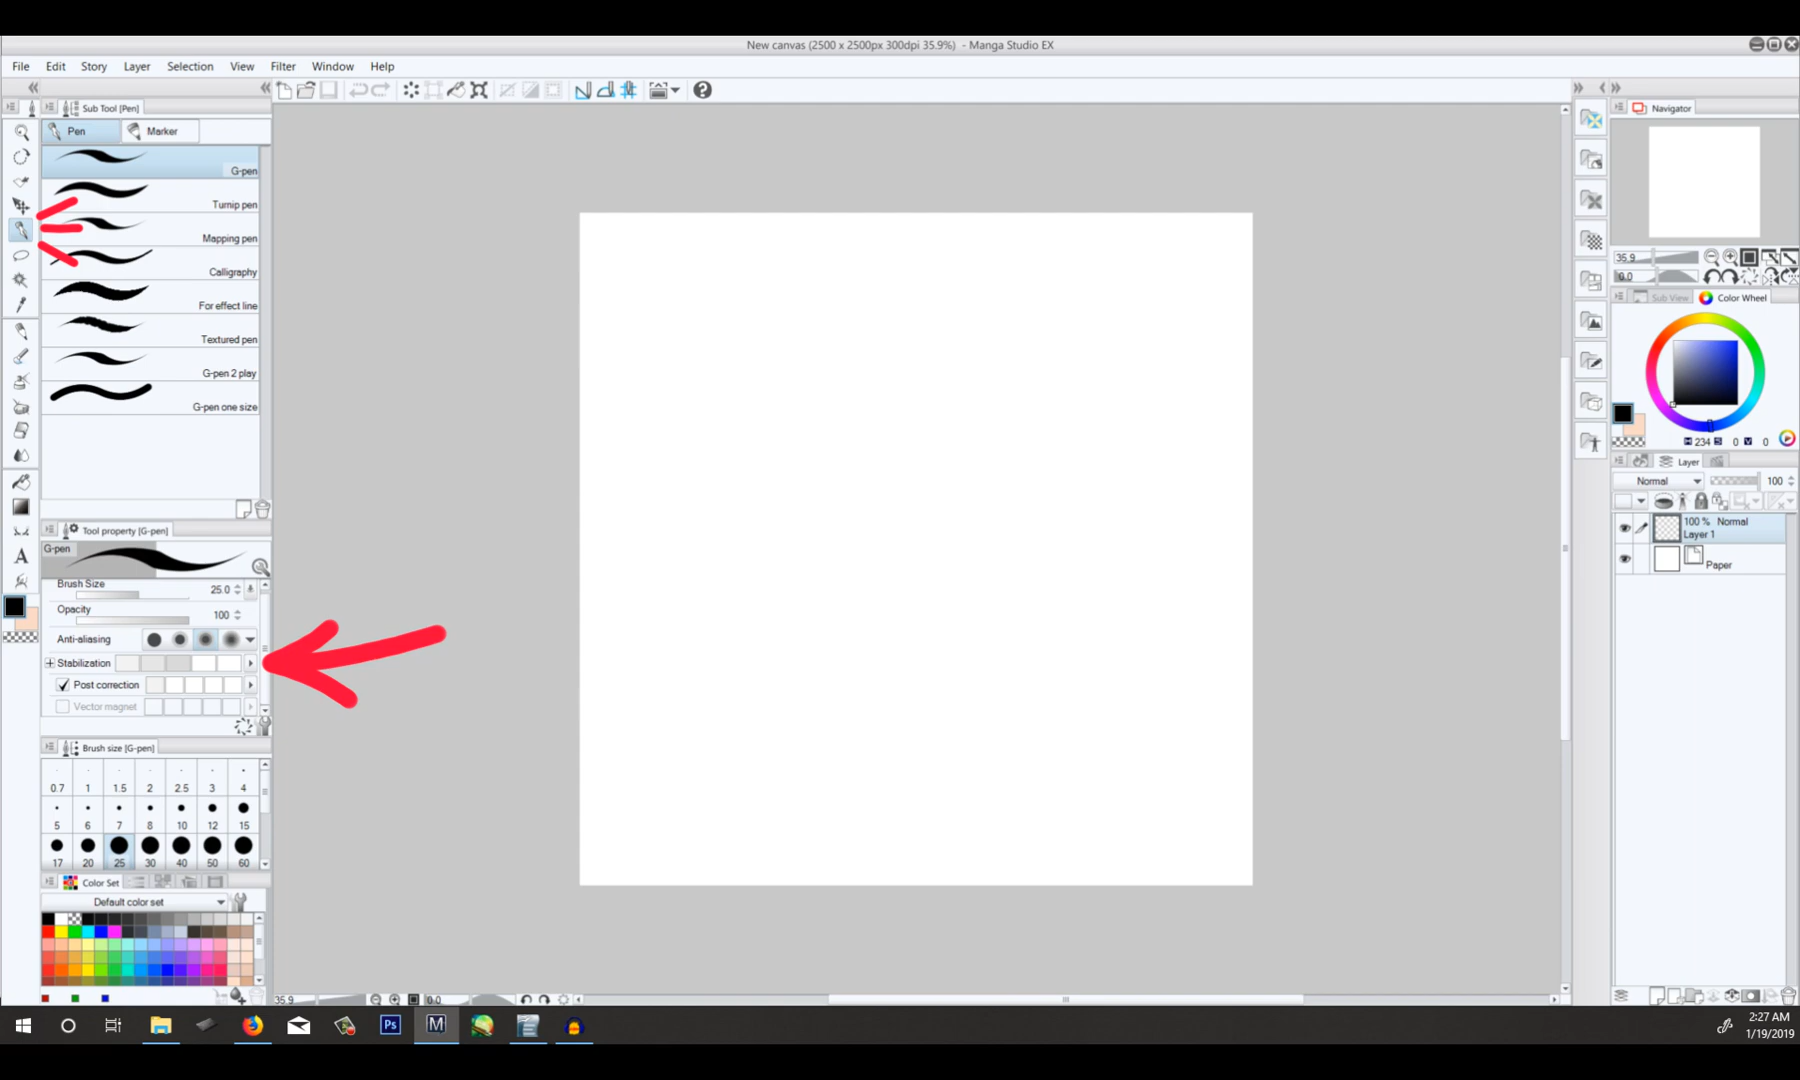 New canvas (2500 x 2500px 300dpi 35.9%) - Manga Studio EX
File Edit Story Layer Selection View Filter Window Help
Sub Tool [Pen]
Pen Marker
G-pen
Turnip pen
Mapping pen
Calligraphy
For effect line
Textured pen
G-pen 2 play
G-pen one size
Tool property [G-pen]
G-pen
Brush Size 25.0
Opacity 100
Anti-aliasing
Stabilization
Post correction
Vector magnet
Brush size [G-pen]
0.7 1 1.5 2 2.5 3 4
5 6 7 8 10 12 15
17 20 25 30 40 50 60
Color Set
Default color set
35.9 0.0
Navigator
35.9
0.0
Sub View Color Wheel
H 234 S 0 V 0
Layer
Normal 100
100 % Normal
Layer 1
Paper
A
Ps M
2:27 AM
1/19/2019